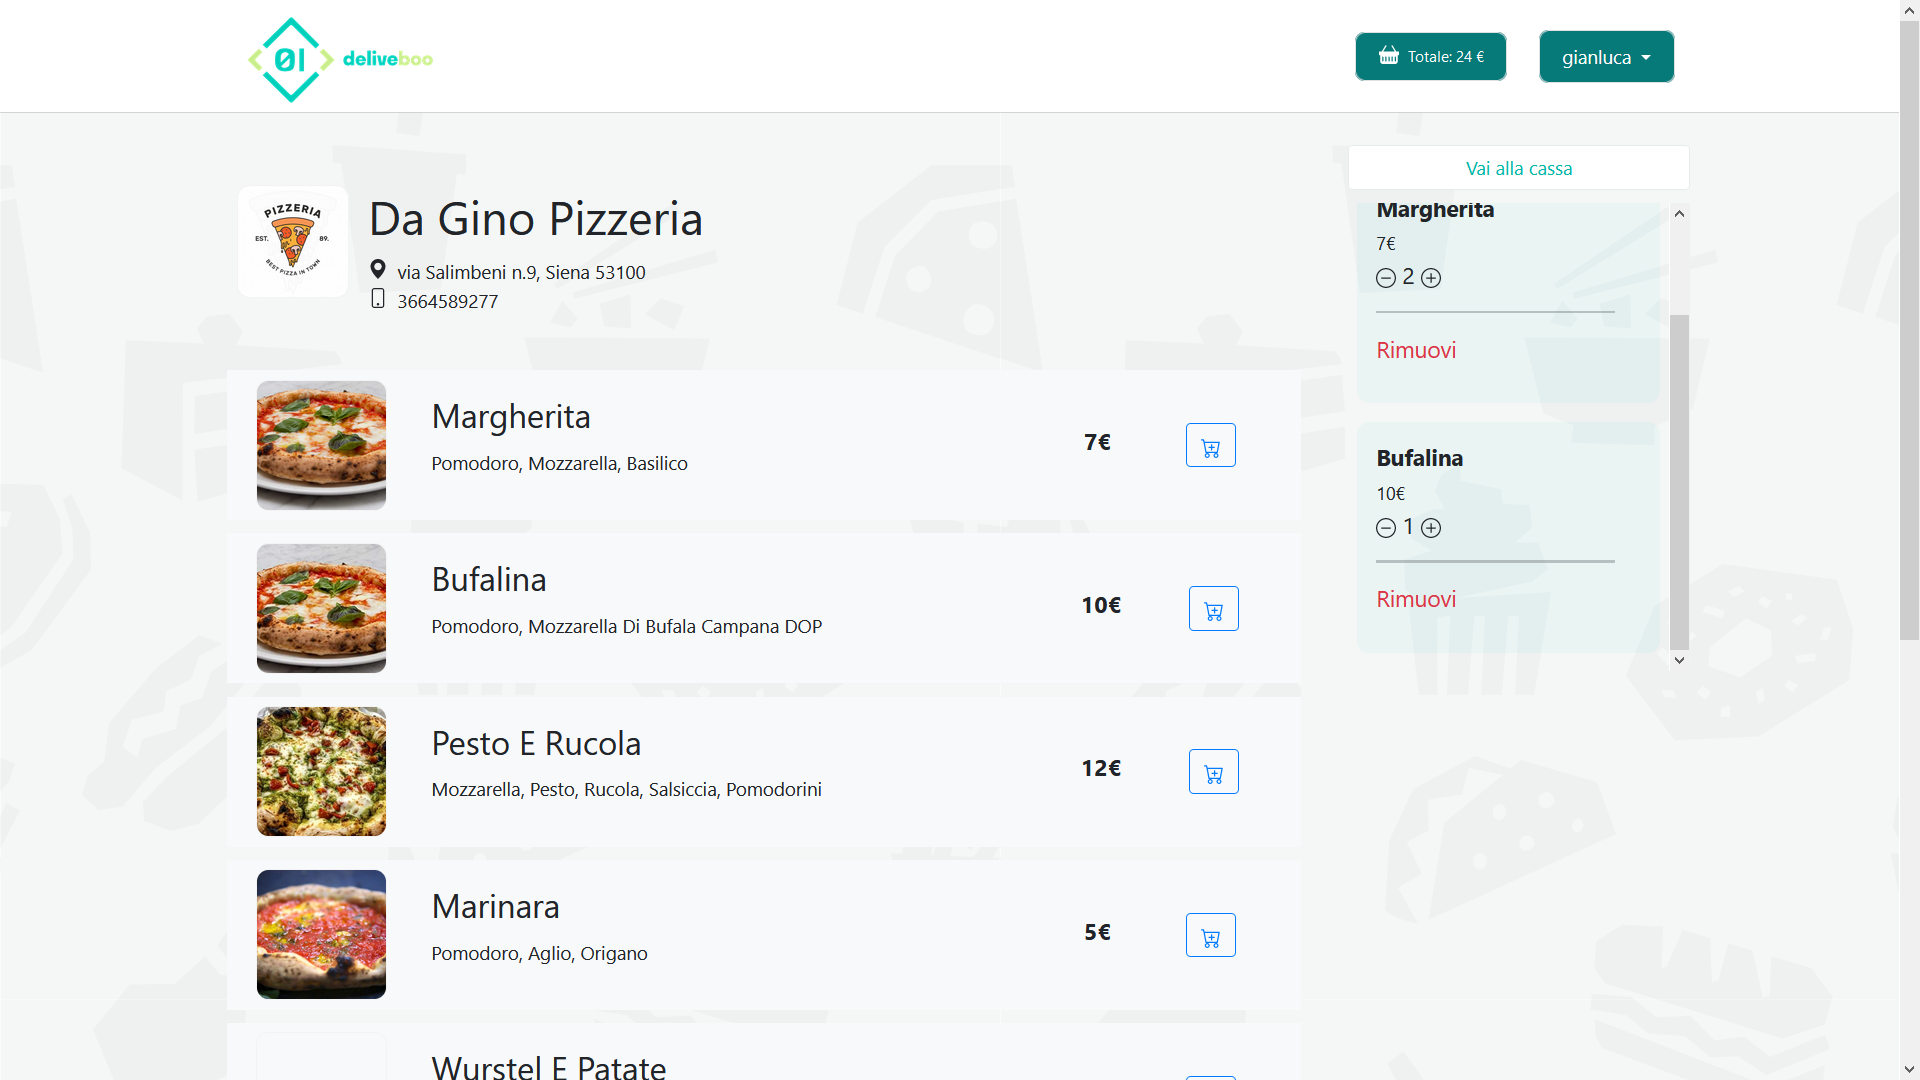 01 deliveboo
Totale: 24 €
gianluca
PIZZERIA
EST. 89.
BEST PIZZA IN TOWN
Da Gino Pizzeria
via Salimbeni n.9, Siena 53100
3664589277
Margherita
Pomodoro, Mozzarella, Basilico
7€
Bufalina
Pomodoro, Mozzarella Di Bufala Campana DOP
10€
Pesto E Rucola
Mozzarella, Pesto, Rucola, Salsiccia, Pomodorini
12€
Marinara
Pomodoro, Aglio, Origano
5€
Wurstel E Patate
Vai alla cassa
Margherita
7€
2
Rimuovi
Bufalina
10€
1
Rimuovi